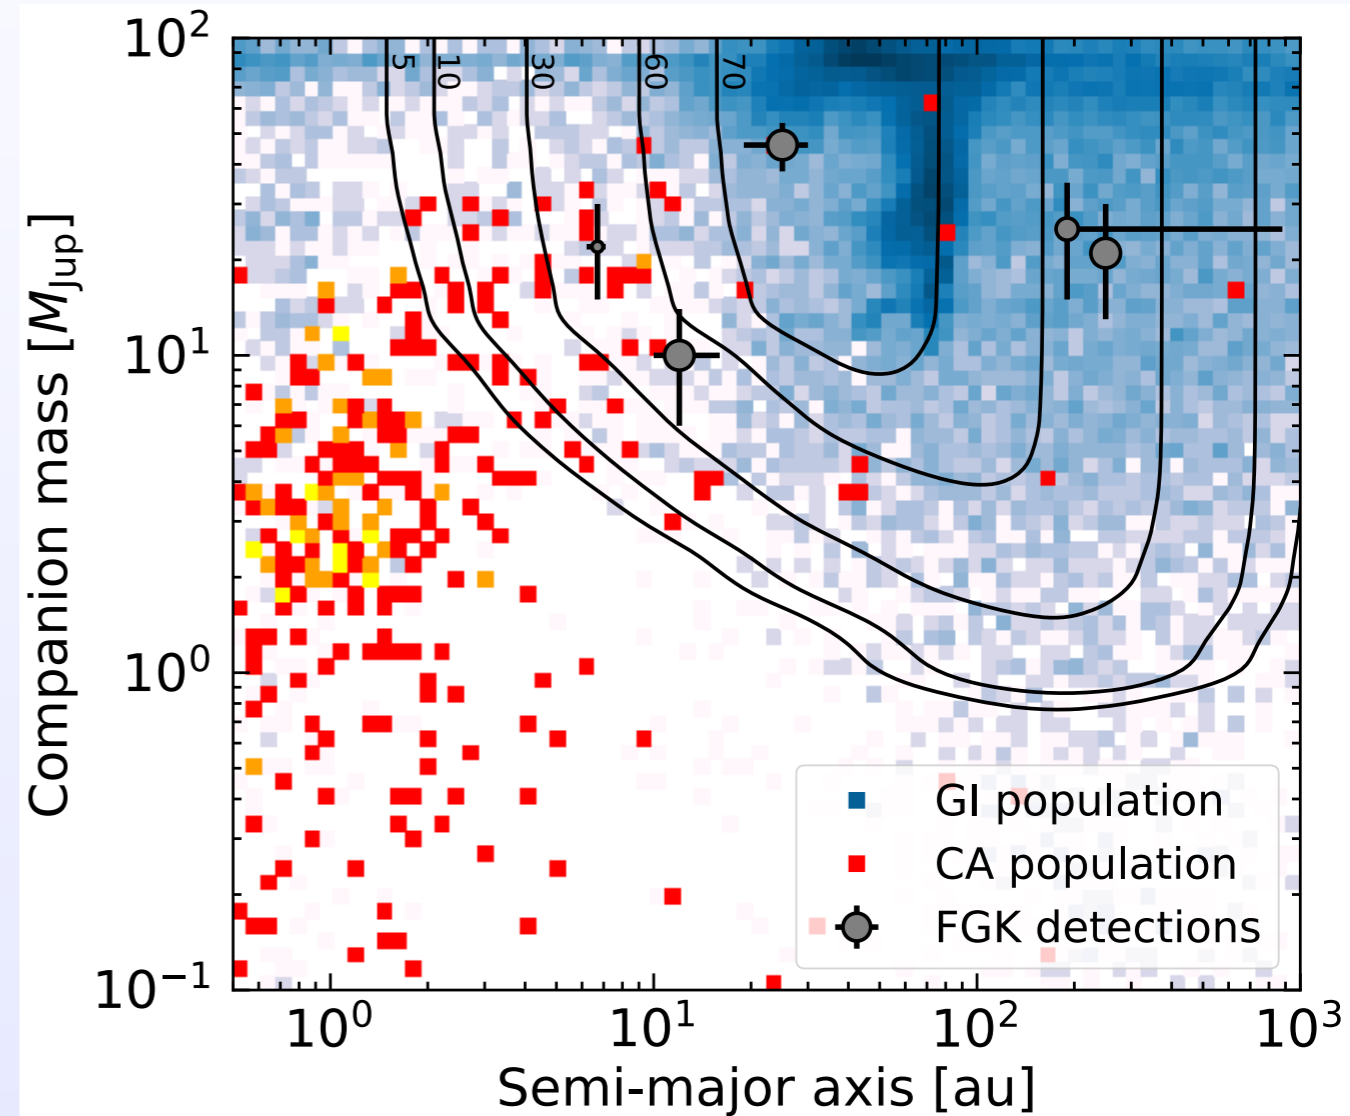 10²
10¹
10⁰
10⁻¹
Companion mass [M_Jup]
5 10 30 60 70
GI population
CA population
FGK detections
10⁰ 10¹ 10² 10³
Semi-major axis [au]